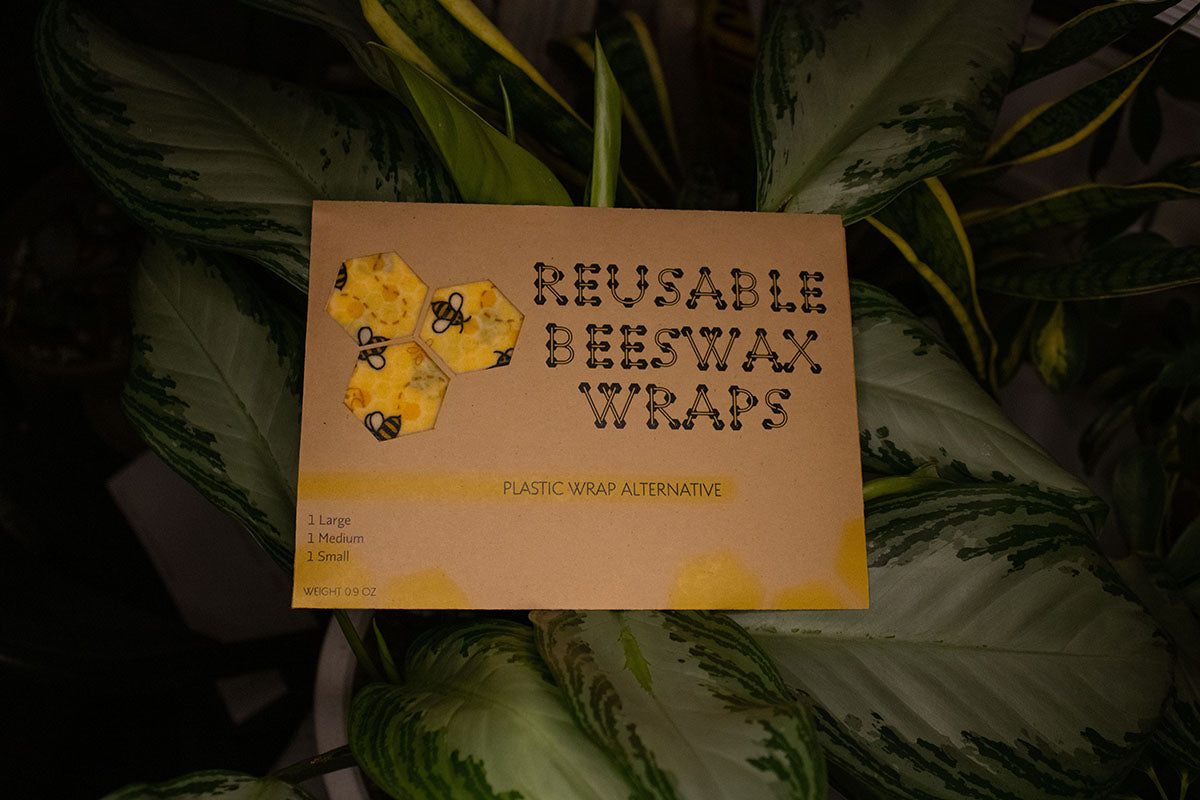 REUSABLE
BEESWAX
WRAPS
PLASTIC WRAP ALTERNATIVE
1 Large
1 Medium
1 Small
WEIGHT 0.9 OZ